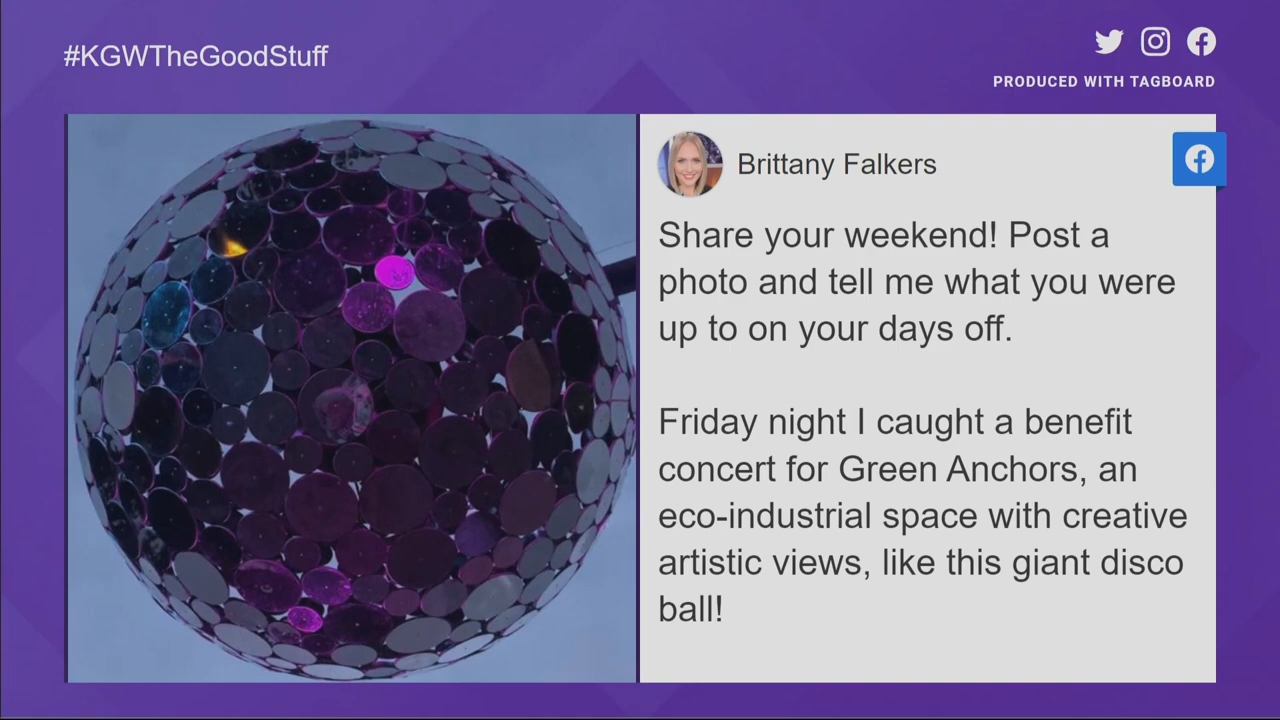 #KGWTheGoodStuff
PRODUCED WITH TAGBOARD
Brittany Falkers
Share your weekend! Post a
photo and tell me what you were
up to on your days off.
Friday night I caught a benefit
concert for Green Anchors, an
eco-industrial space with creative
artistic views, like this giant disco
ball!